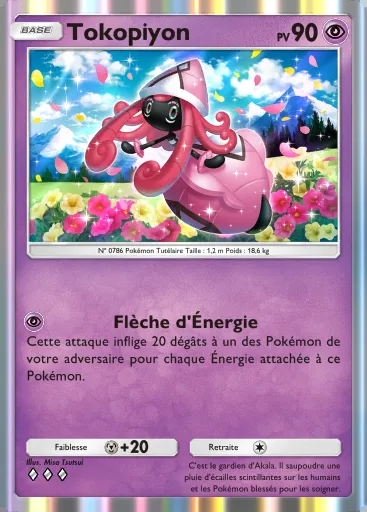 BASE
Tokopiyon
PV 90
N° 0786 Pokémon Tutélaire Taille : 1,2 m Poids : 18,6 kg
Flèche d'Énergie
Cette attaque inflige 20 dégâts à un des Pokémon de
votre adversaire pour chaque Énergie attachée à ce
Pokémon.
Faiblesse +20
Retraite
Illus. Misa Tsutsui
C'est le gardien d'Akala. Il saupoudre une
pluie d'écailles scintillantes sur les humains
et les Pokémon blessés pour les soigner.